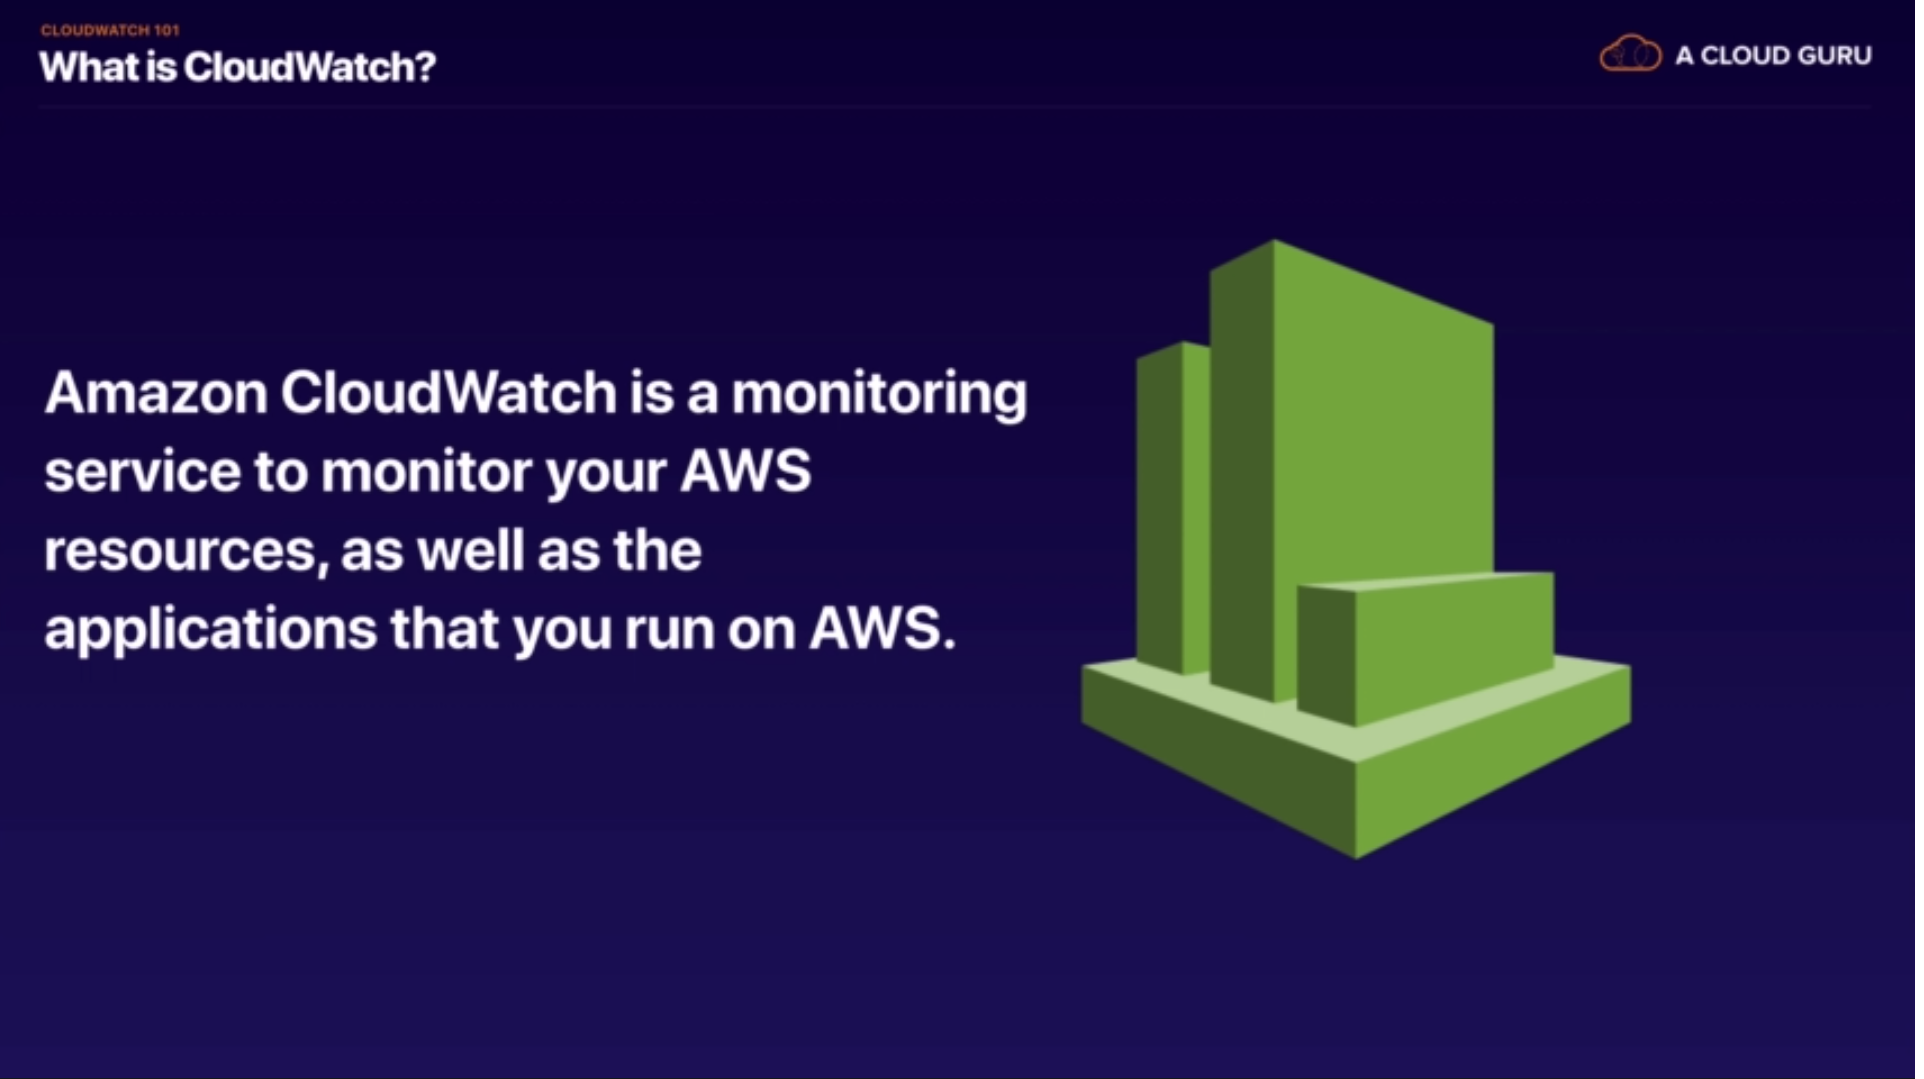 CLOUDWATCH 101
What is CloudWatch?
A CLOUD GURU
Amazon CloudWatch is a monitoring
service to monitor your AWS
resources, as well as the
applications that you run on AWS.